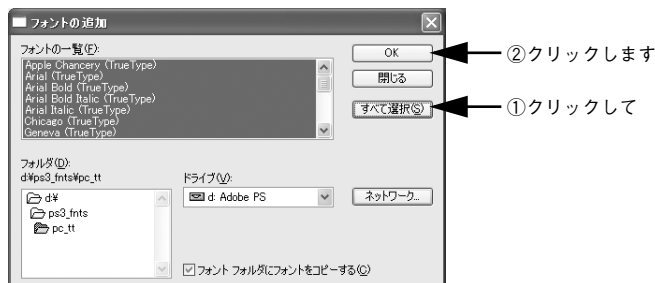 フォントの追加
フォントの一覧(F):
Apple Chancery (TrueType)
Arial (TrueType)
Arial Bold (TrueType)
Arial Bold Italic (TrueType)
Arial Italic (TrueType)
Chicago (TrueType)
Geneva (TrueType)
OK
②クリックします
閉じる
すべて選択(S)
①クリックして
フォルダ(D):
d:¥ps3_fnts¥pc_tt
d:¥
ps3_fnts
pc_tt
ドライブ(V):
d: Adobe PS
ネットワーク...
フォント フォルダにフォントをコピーする(C)